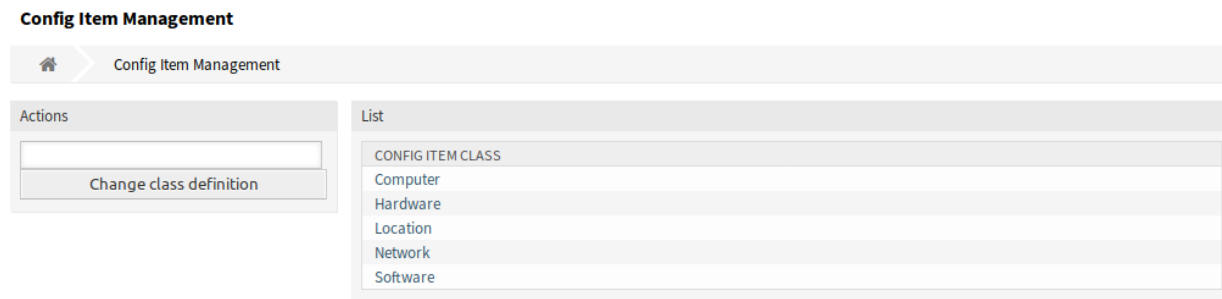 Config Item Management
Config Item Management
Actions
Change class definition
List
CONFIG ITEM CLASS
Computer
Hardware
Location
Network
Software